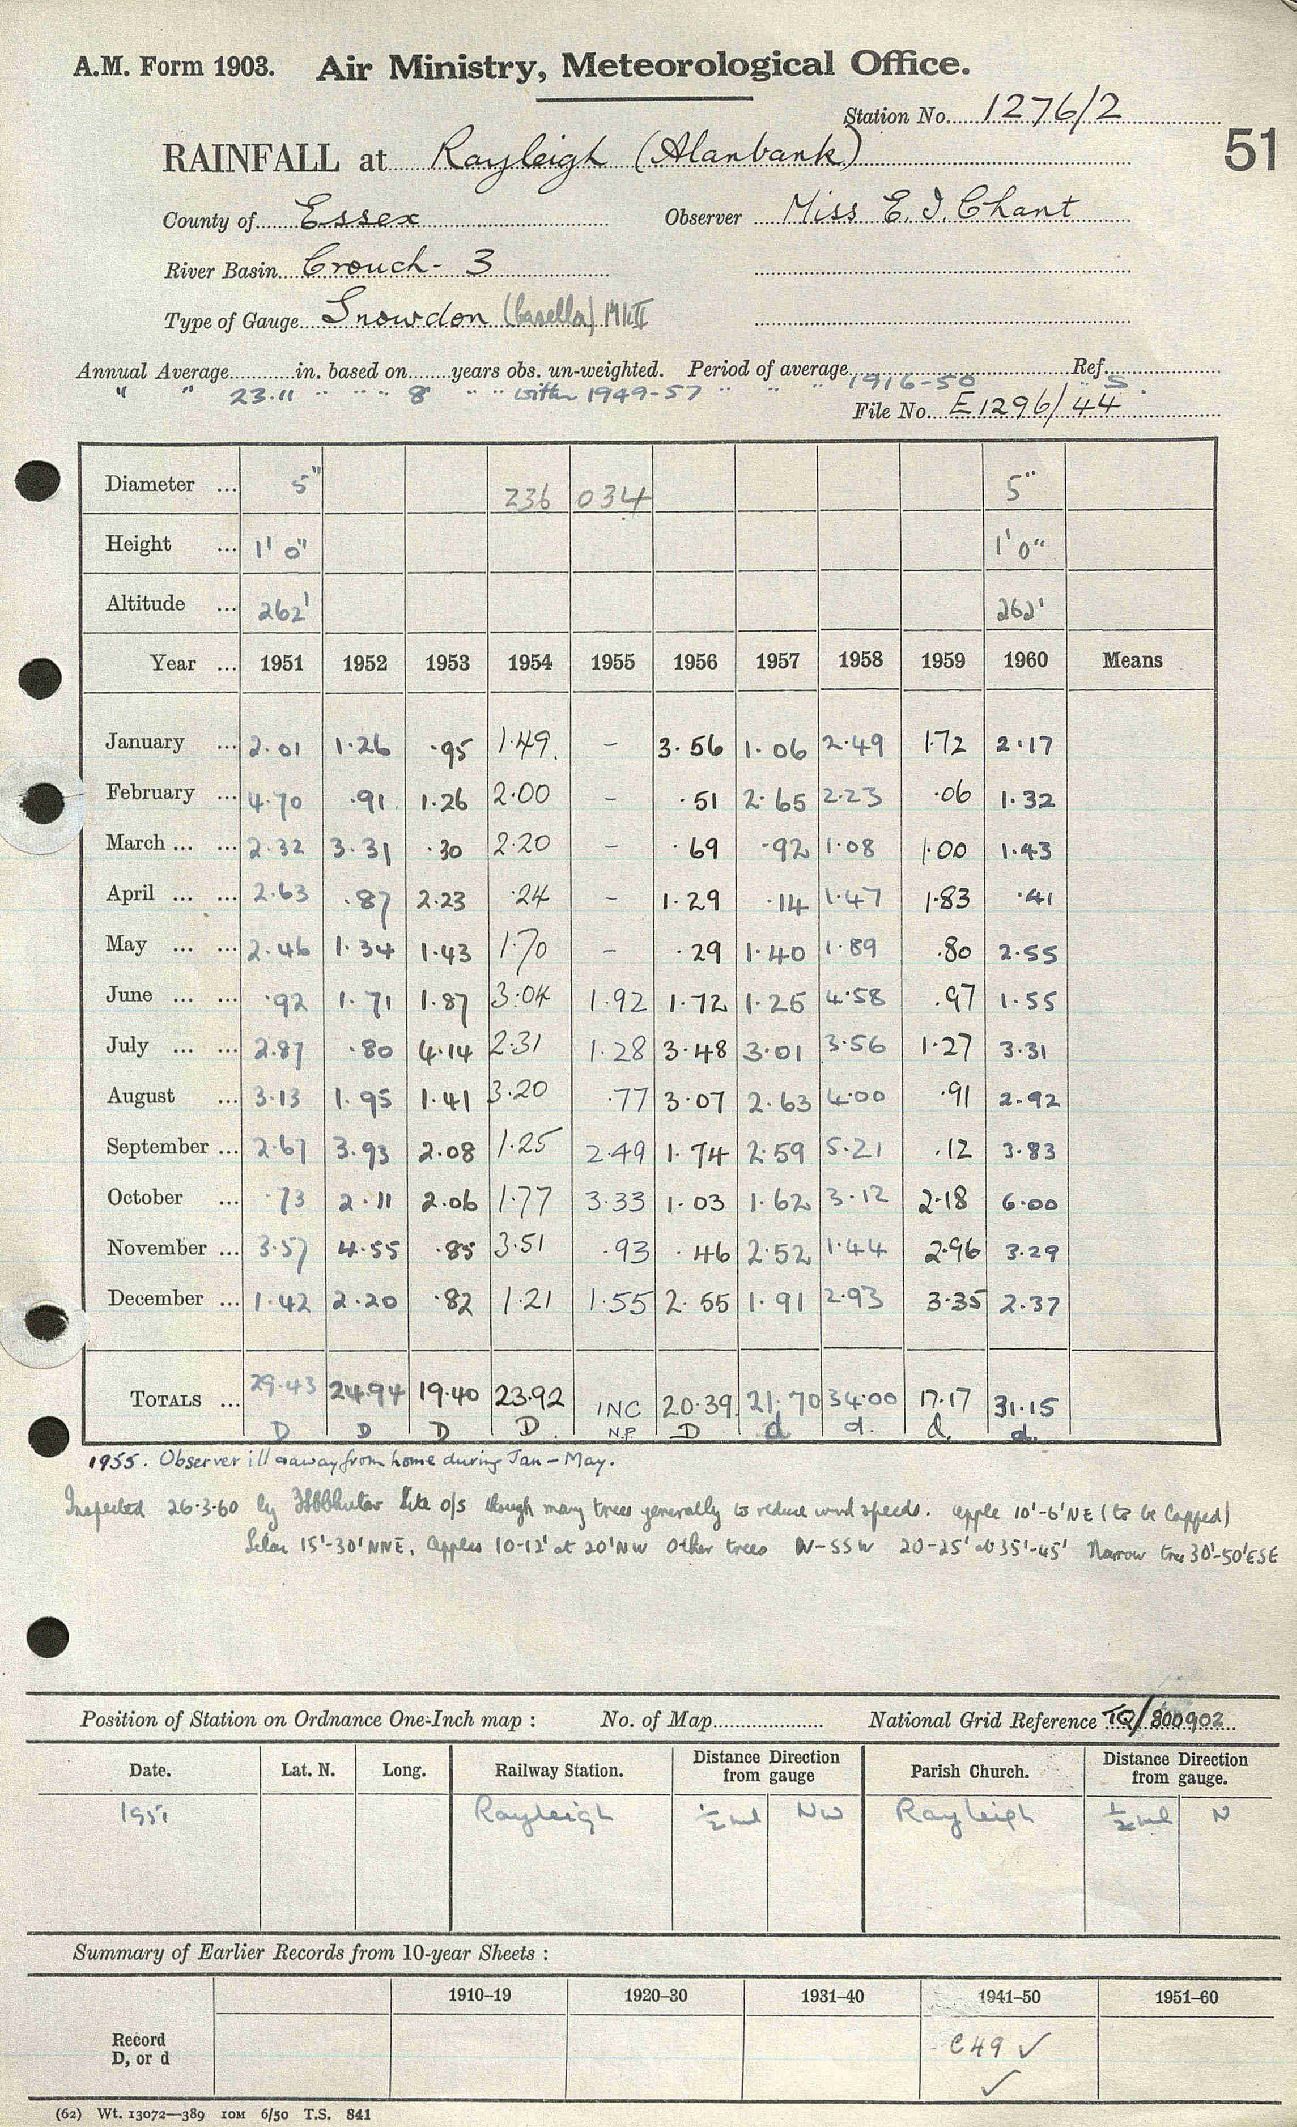 A.M. Form 1903. Air Ministry, Meteorological Office.
Station No. 1276/2
51
RAINFALL at Rayleigh (Alanbank)
County of Essex Observer Miss E. I. Chant
River Basin Crouch - 3
Type of Gauge Snowdon (Casella) MkII
Annual Average in. based on years obs. un-weighted. Period of average 1916-50 Ref. S.
" " 23.11 " " " 8 " " with 1949-57 " " "
File No. E1296/44
Diameter ... 5" 236 034 5"
Height ... 1' 0" 1' 0"
Altitude ... 262' 262'
Year ... 1951 1952 1953 1954 1955 1956 1957 1958 1959 1960 Means
January ... 2.01 1.26 .95 1.49 - 3.56 1.06 2.49 1.72 2.17
February ... 4.70 .91 1.26 2.00 - .51 2.65 2.23 .06 1.32
March ... ... 2.32 3.31 .30 2.20 - .69 .92 1.08 1.00 1.43
April ... ... 2.63 .87 2.23 .24 - 1.29 .14 1.47 1.83 .41
May ... ... 2.46 1.34 1.43 1.70 - .29 1.40 1.89 .80 2.55
June ... ... .92 1.71 1.87 3.04 1.92 1.72 1.25 4.58 .97 1.55
July ... ... 2.87 .80 4.14 2.31 1.28 3.48 3.01 3.56 1.27 3.31
August ... 3.13 1.95 1.41 3.20 .77 3.07 2.63 4.00 .91 2.92
September ... 2.67 3.93 2.08 1.25 2.49 1.74 2.59 5.21 .12 3.83
October ... .73 2.11 2.06 1.77 3.33 1.03 1.62 3.12 2.18 6.00
November ... 3.57 4.55 .85 3.51 .93 .46 2.52 1.44 2.96 3.29
December ... 1.42 2.20 .82 1.21 1.55 2.55 1.91 2.93 3.35 2.37
TOTALS ... 29.43 24.94 19.40 23.92 INC 20.39 21.70 34.00 17.17 31.15
D D D D N.P. D d d. d. d.
1955. Observer ill & away from home during Jan - May.
Inspected 26.3.60 by Site O/S though many trees generally to reduce wind speeds. Apple 10'-6' NE (to be lopped)
15'-30' NNE, Apples 10-12' at 20' NW Other trees W-SSW 20-25' at 35'-45' Narrow tree 30'-50' ESE
Position of Station on Ordnance One-Inch map : No. of Map National Grid Reference TQ/800902
Date. Lat. N. Long. Railway Station. Distance from gauge Direction Parish Church. Distance from gauge. Direction
1951 Rayleigh ½ ml NW Rayleigh ½ ml N
Summary of Earlier Records from 10-year Sheets :
1910-19 1920-30 1931-40 1941-50 1951-60
Record D, or d C49 ✓
✓
(62) Wt. 13072—389 10M 6/50 T.S. 841